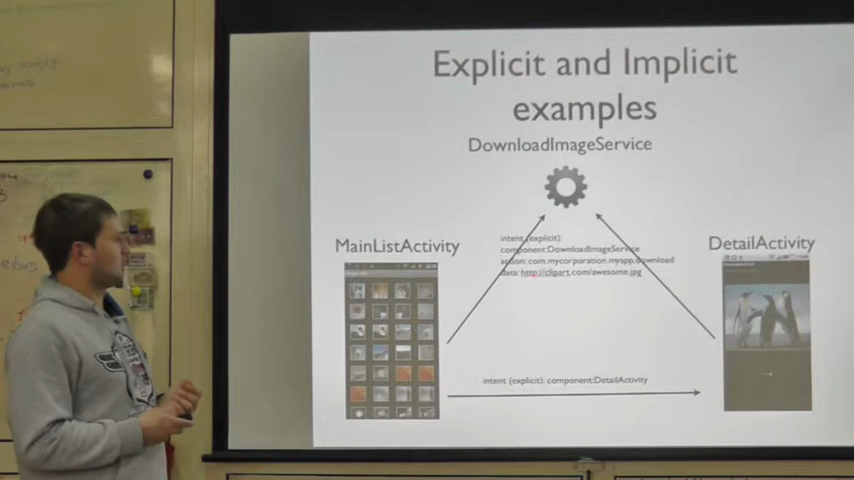 Explicit and Implicit
examples
DownloadImageService
MainListActivity
intent (explicit):
component:DownloadImageService
action: com.mycorporation.myapp.download
data: http://clipart.com/awesome.jpg
DetailActivity
intent (explicit): component:DetailActivity